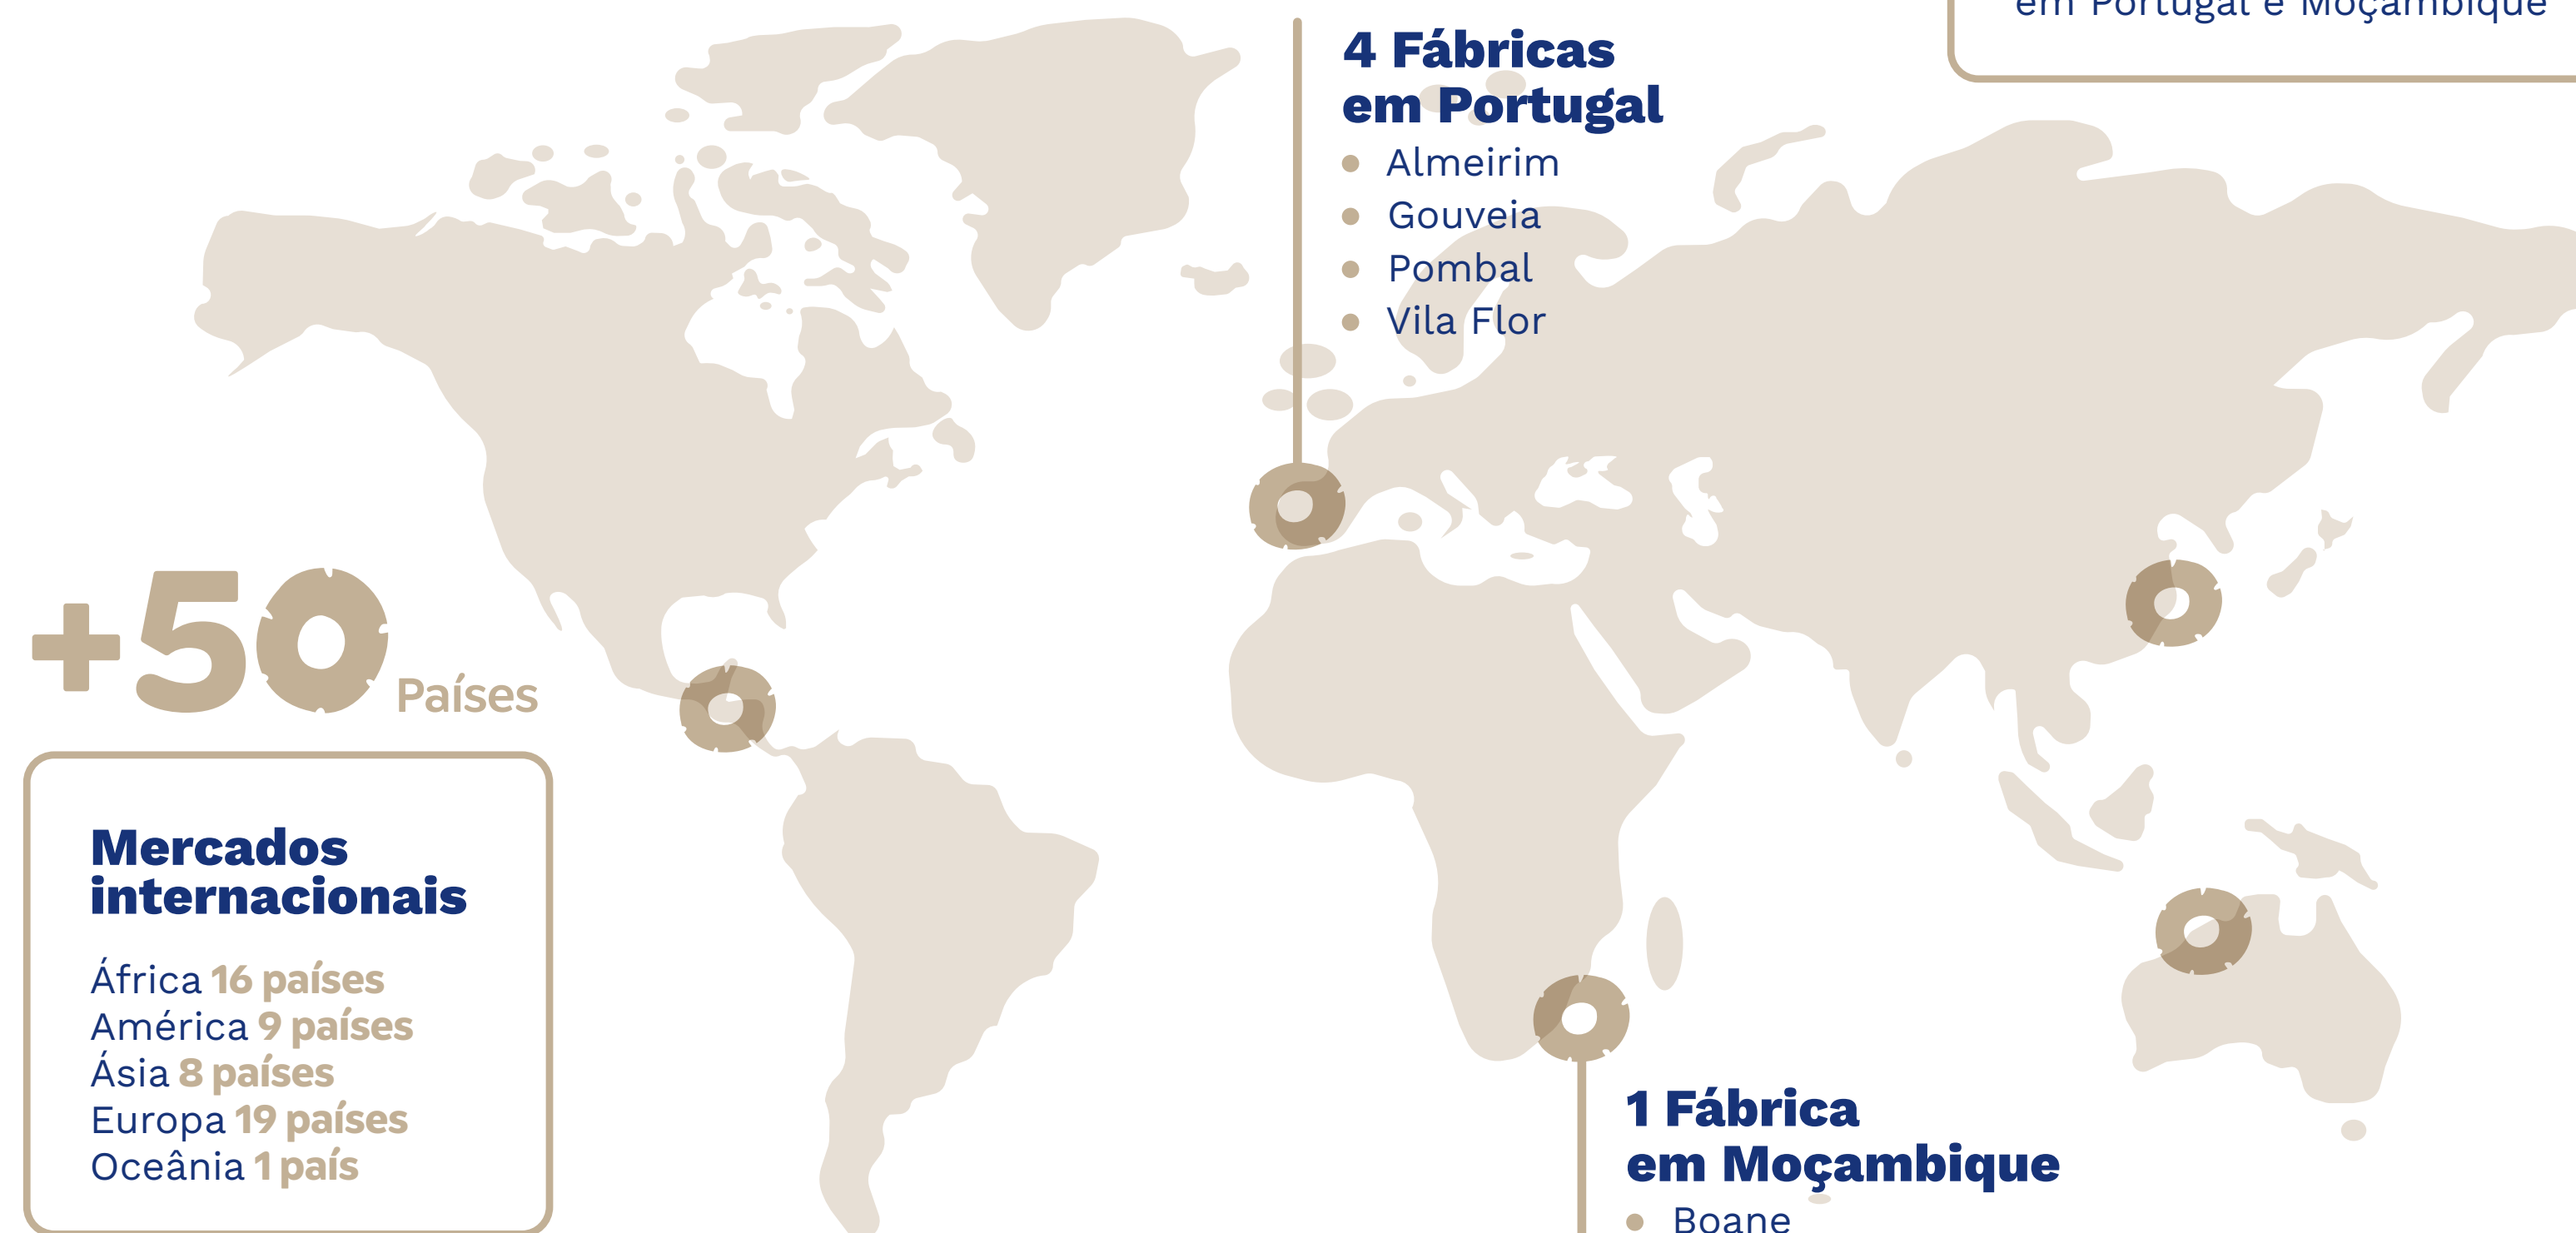 em Portugal e Moçambique
4 Fábricas
em Portugal
Almeirim
Gouveia
Pombal
Vila Flor
+50 Países
Mercados
internacionais
África 16 países
América 9 países
Ásia 8 países
Europa 19 países
Oceânia 1 país
1 Fábrica
em Moçambique
Boane